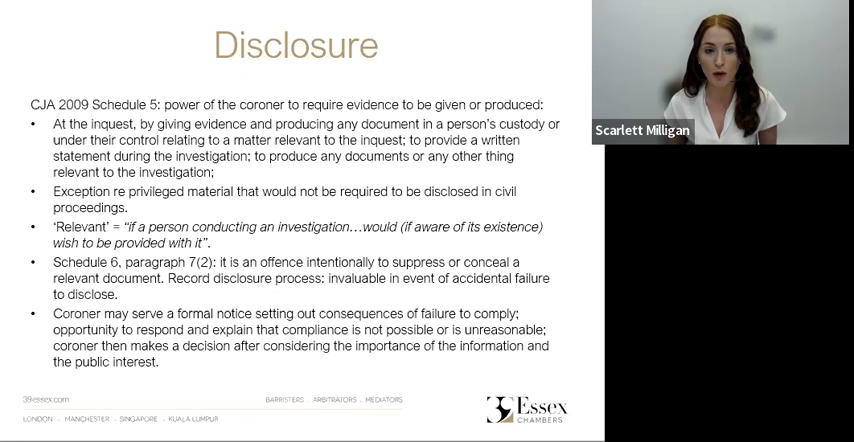 Disclosure
CJA 2009 Schedule 5: power of the coroner to require evidence to be given or produced:
• At the inquest, by giving evidence and producing any document in a person's custody or
under their control relating to a matter relevant to the inquest; to provide a written
statement during the investigation; to produce any documents or any other thing
relevant to the investigation;
• Exception re privileged material that would not be required to be disclosed in civil
proceedings.
• ‘Relevant’ = “if a person conducting an investigation…would (if aware of its existence)
wish to be provided with it”.
• Schedule 6, paragraph 7(2): it is an offence intentionally to suppress or conceal a
relevant document. Record disclosure process: invaluable in event of accidental failure
to disclose.
• Coroner may serve a formal notice setting out consequences of failure to comply;
opportunity to respond and explain that compliance is not possible or is unreasonable;
coroner then makes a decision after considering the importance of the information and
the public interest.
39essex.com
BARRISTERS . ARBITRATORS . MEDIATORS
LONDON . MANCHESTER . SINGAPORE . KUALA LUMPUR
39 Essex
CHAMBERS
Scarlett Milligan